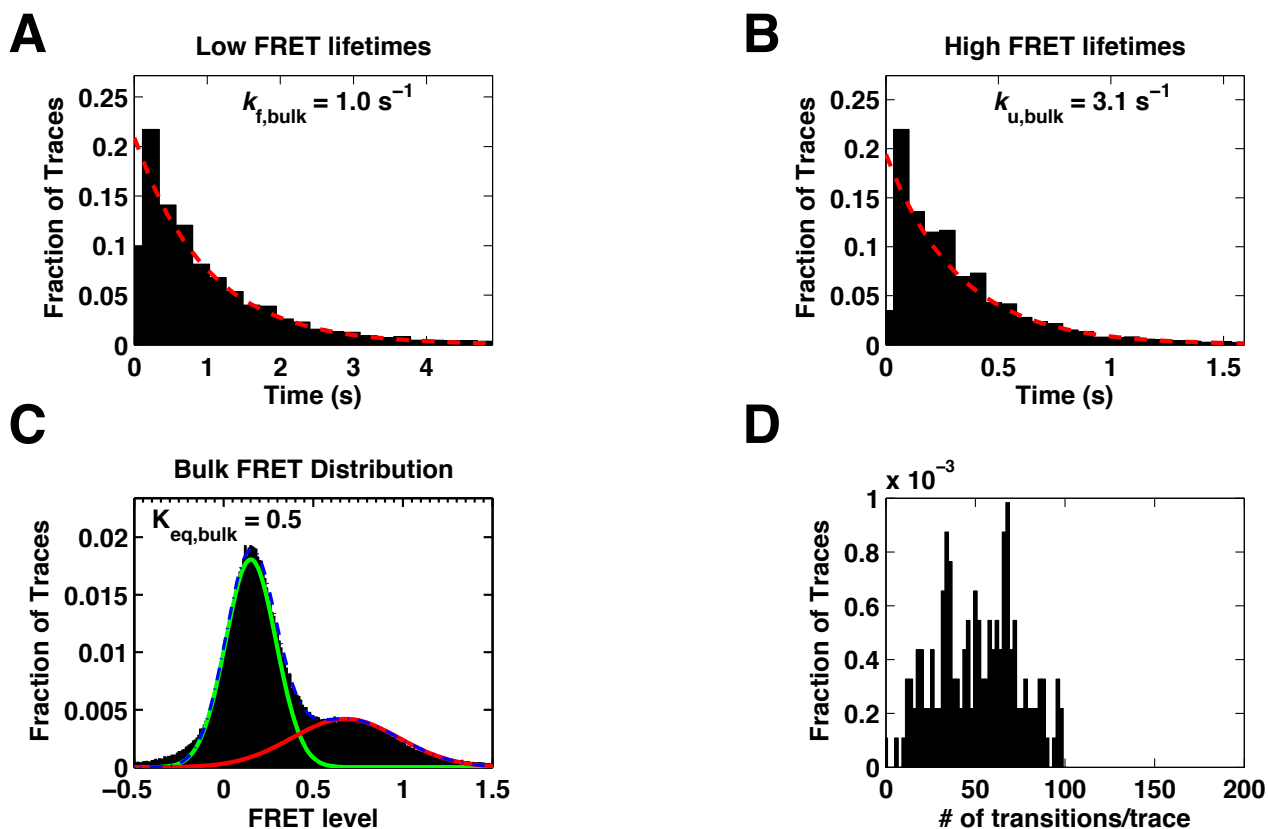 A
Low FRET lifetimes
k_f,bulk = 1.0 s⁻¹
Fraction of Traces
0.25
0.2
0.15
0.1
0.05
0
0 1 2 3 4
Time (s)
B
High FRET lifetimes
k_u,bulk = 3.1 s⁻¹
Fraction of Traces
0.25
0.2
0.15
0.1
0.05
0
0 0.5 1 1.5
Time (s)
C
Bulk FRET Distribution
K_eq,bulk = 0.5
Fraction of Traces
0.02
0.015
0.01
0.005
0
−0.5 0 0.5 1 1.5
FRET level
D
x 10⁻³
Fraction of Traces
1
0.8
0.6
0.4
0.2
0
0 50 100 150 200
# of transitions/trace